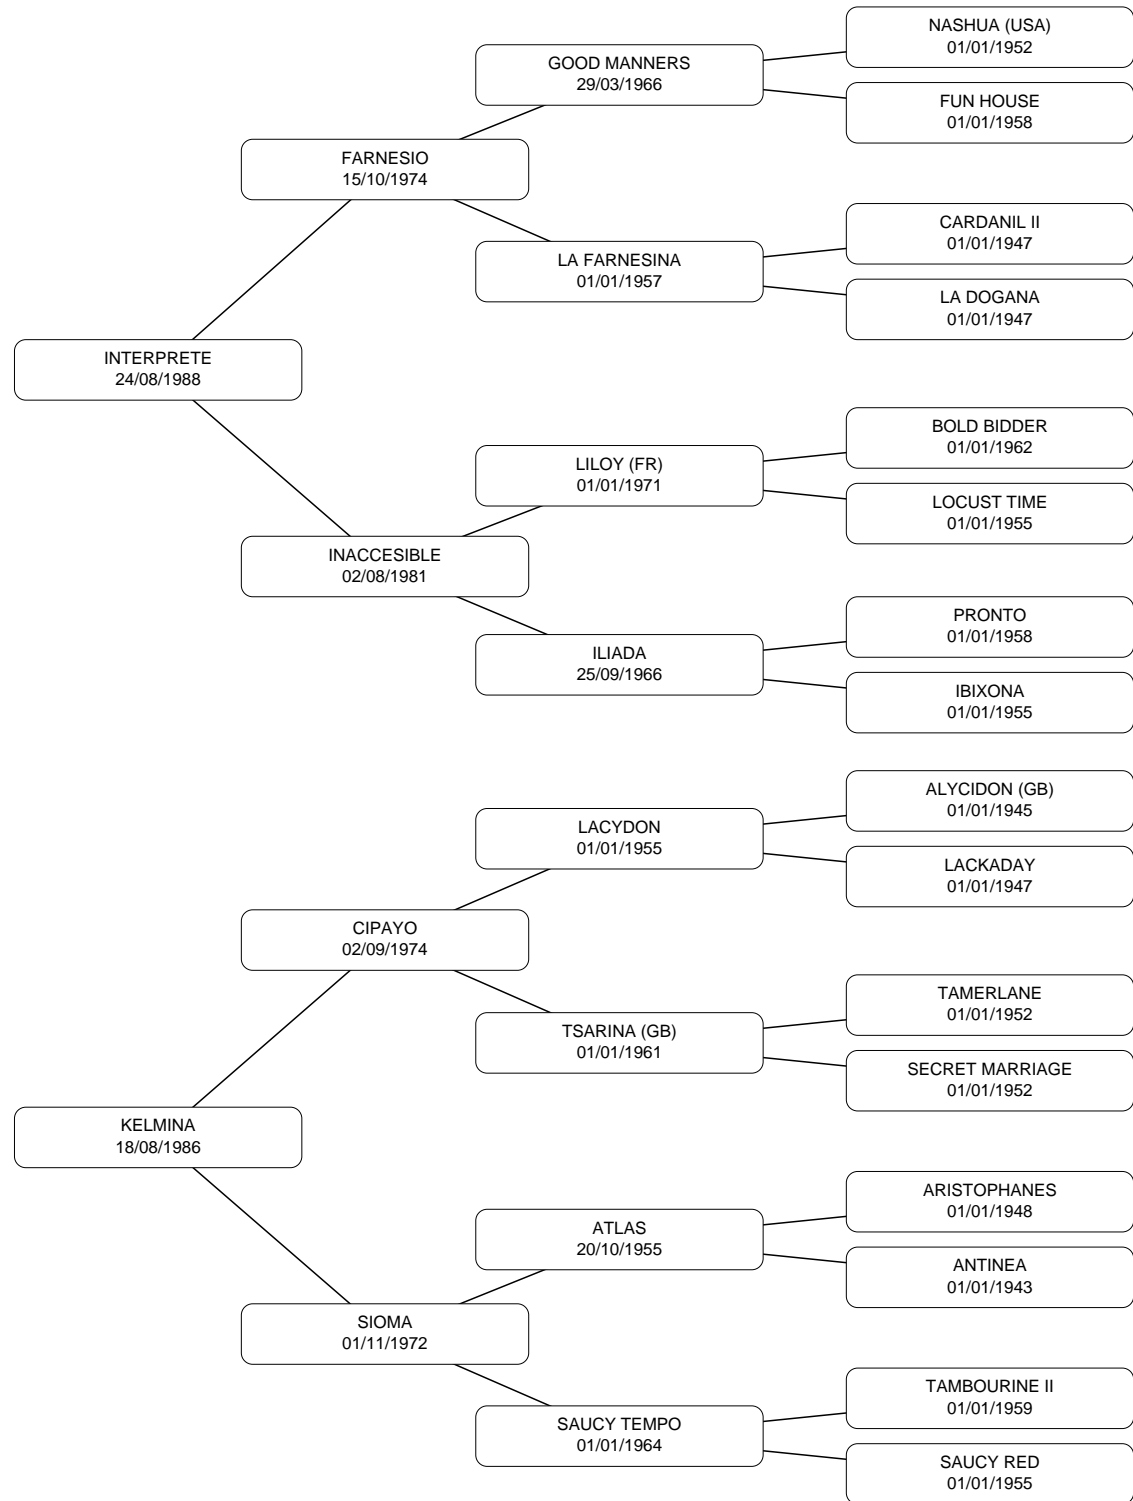 NASHUA (USA)
01/01/1952
GOOD MANNERS
29/03/1966
FUN HOUSE
01/01/1958
FARNESIO
15/10/1974
CARDANIL II
01/01/1947
LA FARNESINA
01/01/1957
LA DOGANA
01/01/1947
INTERPRETE
24/08/1988
BOLD BIDDER
01/01/1962
LILOY (FR)
01/01/1971
LOCUST TIME
01/01/1955
INACCESIBLE
02/08/1981
PRONTO
01/01/1958
ILIADA
25/09/1966
IBIXONA
01/01/1955
ALYCIDON (GB)
01/01/1945
LACYDON
01/01/1955
LACKADAY
01/01/1947
CIPAYO
02/09/1974
TAMERLANE
01/01/1952
TSARINA (GB)
01/01/1961
SECRET MARRIAGE
01/01/1952
KELMINA
18/08/1986
ARISTOPHANES
01/01/1948
ATLAS
20/10/1955
ANTINEA
01/01/1943
SIOMA
01/11/1972
TAMBOURINE II
01/01/1959
SAUCY TEMPO
01/01/1964
SAUCY RED
01/01/1955